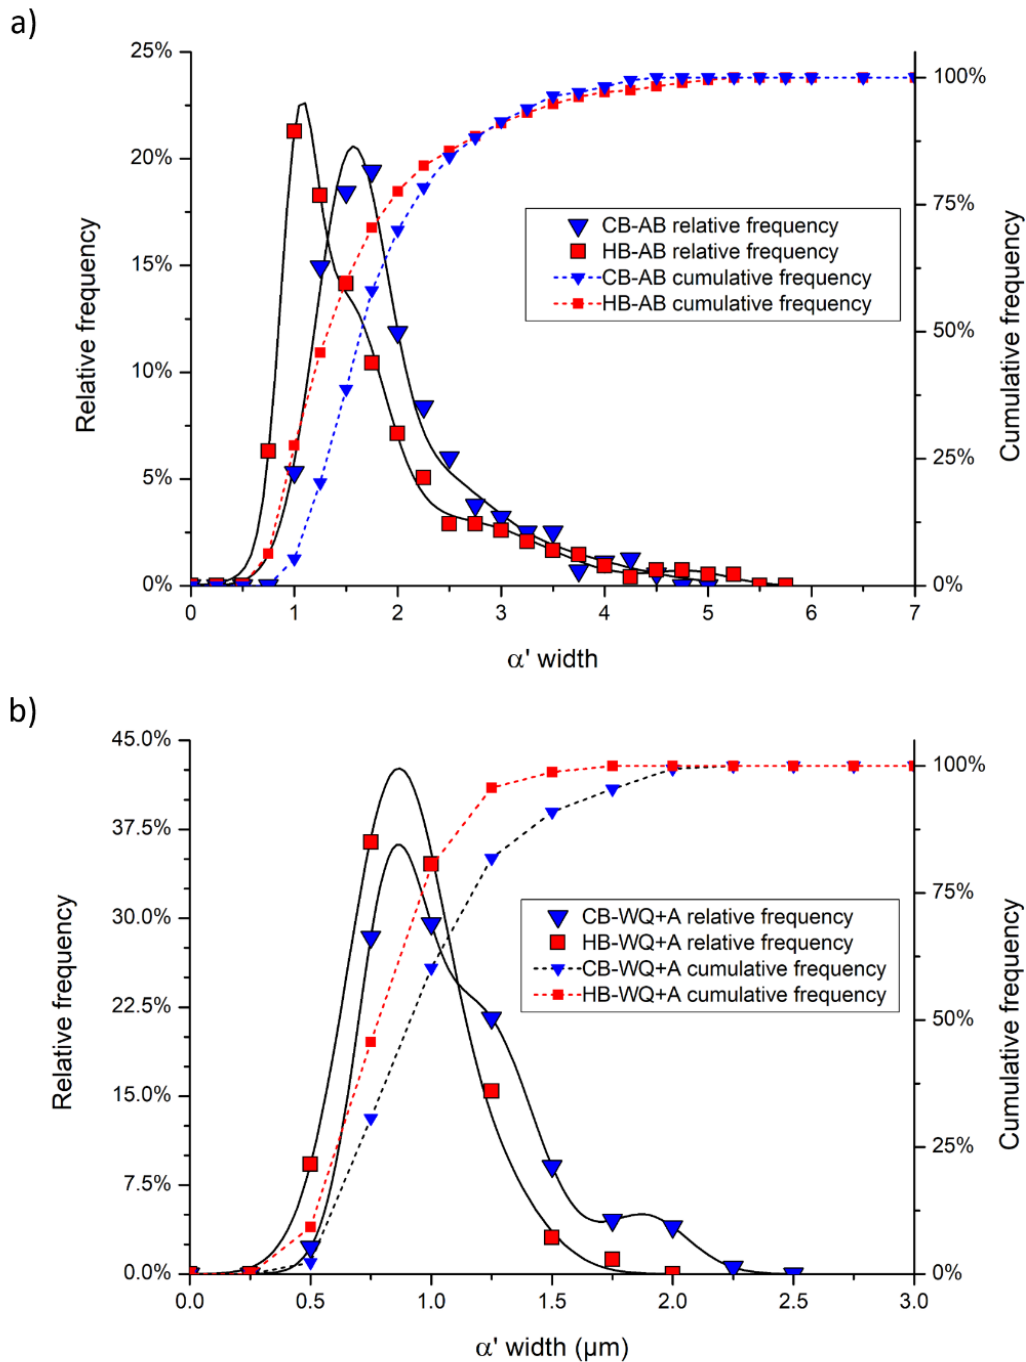 a)
25%
20%
15%
10%
5%
0%
Relative frequency
100%
75%
50%
25%
0%
Cumulative frequency
CB-AB relative frequency
HB-AB relative frequency
CB-AB cumulative frequency
HB-AB cumulative frequency
0 1 2 3 4 5 6 7
α' width
b)
45.0%
37.5%
30.0%
22.5%
15.0%
7.5%
0.0%
Relative frequency
100%
75%
50%
25%
0%
Cumulative frequency
CB-WQ+A relative frequency
HB-WQ+A relative frequency
CB-WQ+A cumulative frequency
HB-WQ+A cumulative frequency
0.0 0.5 1.0 1.5 2.0 2.5 3.0
α' width (μm)